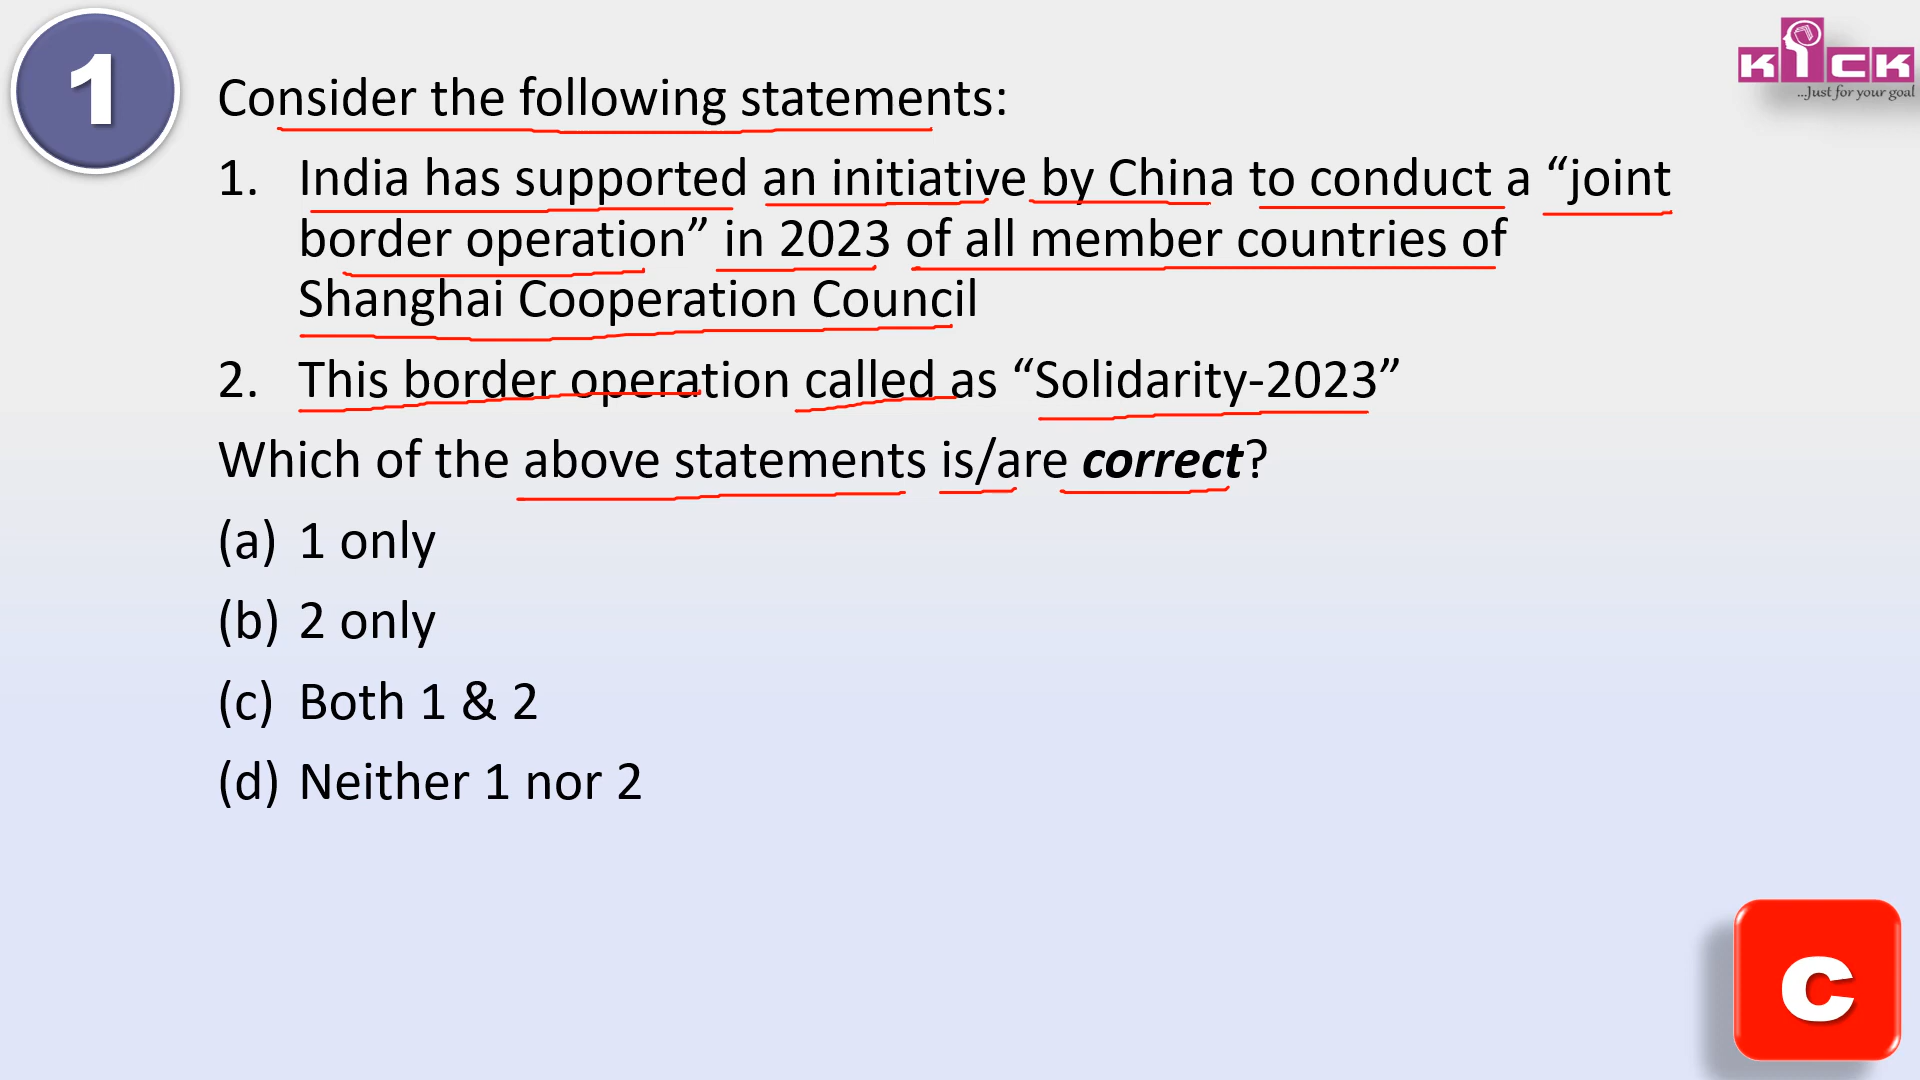 1
KICK
...Just for your goal
Consider the following statements:
1. India has supported an initiative by China to conduct a “joint
border operation” in 2023 of all member countries of
Shanghai Cooperation Council
2. This border operation called as “Solidarity-2023”
Which of the above statements is/are correct?
(a) 1 only
(b) 2 only
(c) Both 1 & 2
(d) Neither 1 nor 2
C